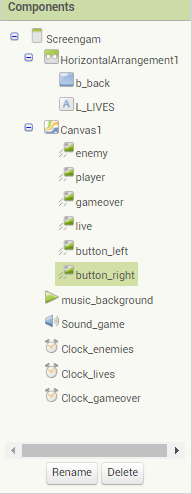 Components
Screengam
HorizontalArrangement1
b_back
L_LIVES
Canvas1
enemy
player
gameover
live
button_left
button_right
music_background
Sound_game
Clock_enemies
Clock_lives
Clock_gameover
Rename Delete